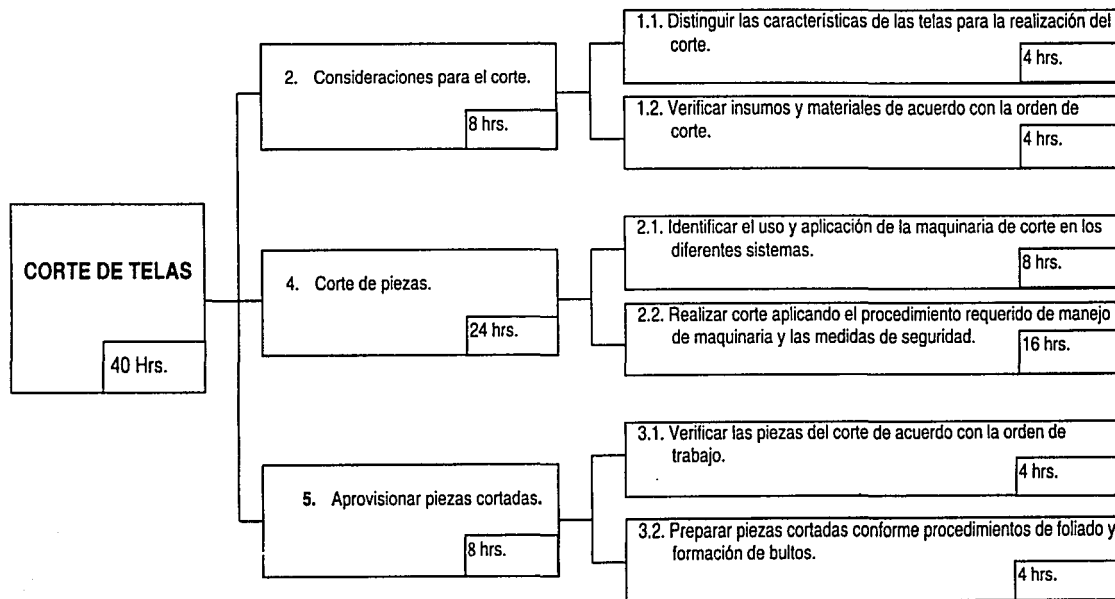 CORTE DE TELAS
40 Hrs.
2. Consideraciones para el corte.
8 hrs.
1.1. Distinguir las características de las telas para la realización del
corte.
4 hrs.
1.2. Verificar insumos y materiales de acuerdo con la orden de
corte.
4 hrs.
4. Corte de piezas.
24 hrs.
2.1. Identificar el uso y aplicación de la maquinaria de corte en los
diferentes sistemas.
8 hrs.
2.2. Realizar corte aplicando el procedimiento requerido de manejo
de maquinaria y las medidas de seguridad.
16 hrs.
5. Aprovisionar piezas cortadas.
8 hrs.
3.1. Verificar las piezas del corte de acuerdo con la orden de
trabajo.
4 hrs.
3.2. Preparar piezas cortadas conforme procedimientos de foliado y
formación de bultos.
4 hrs.